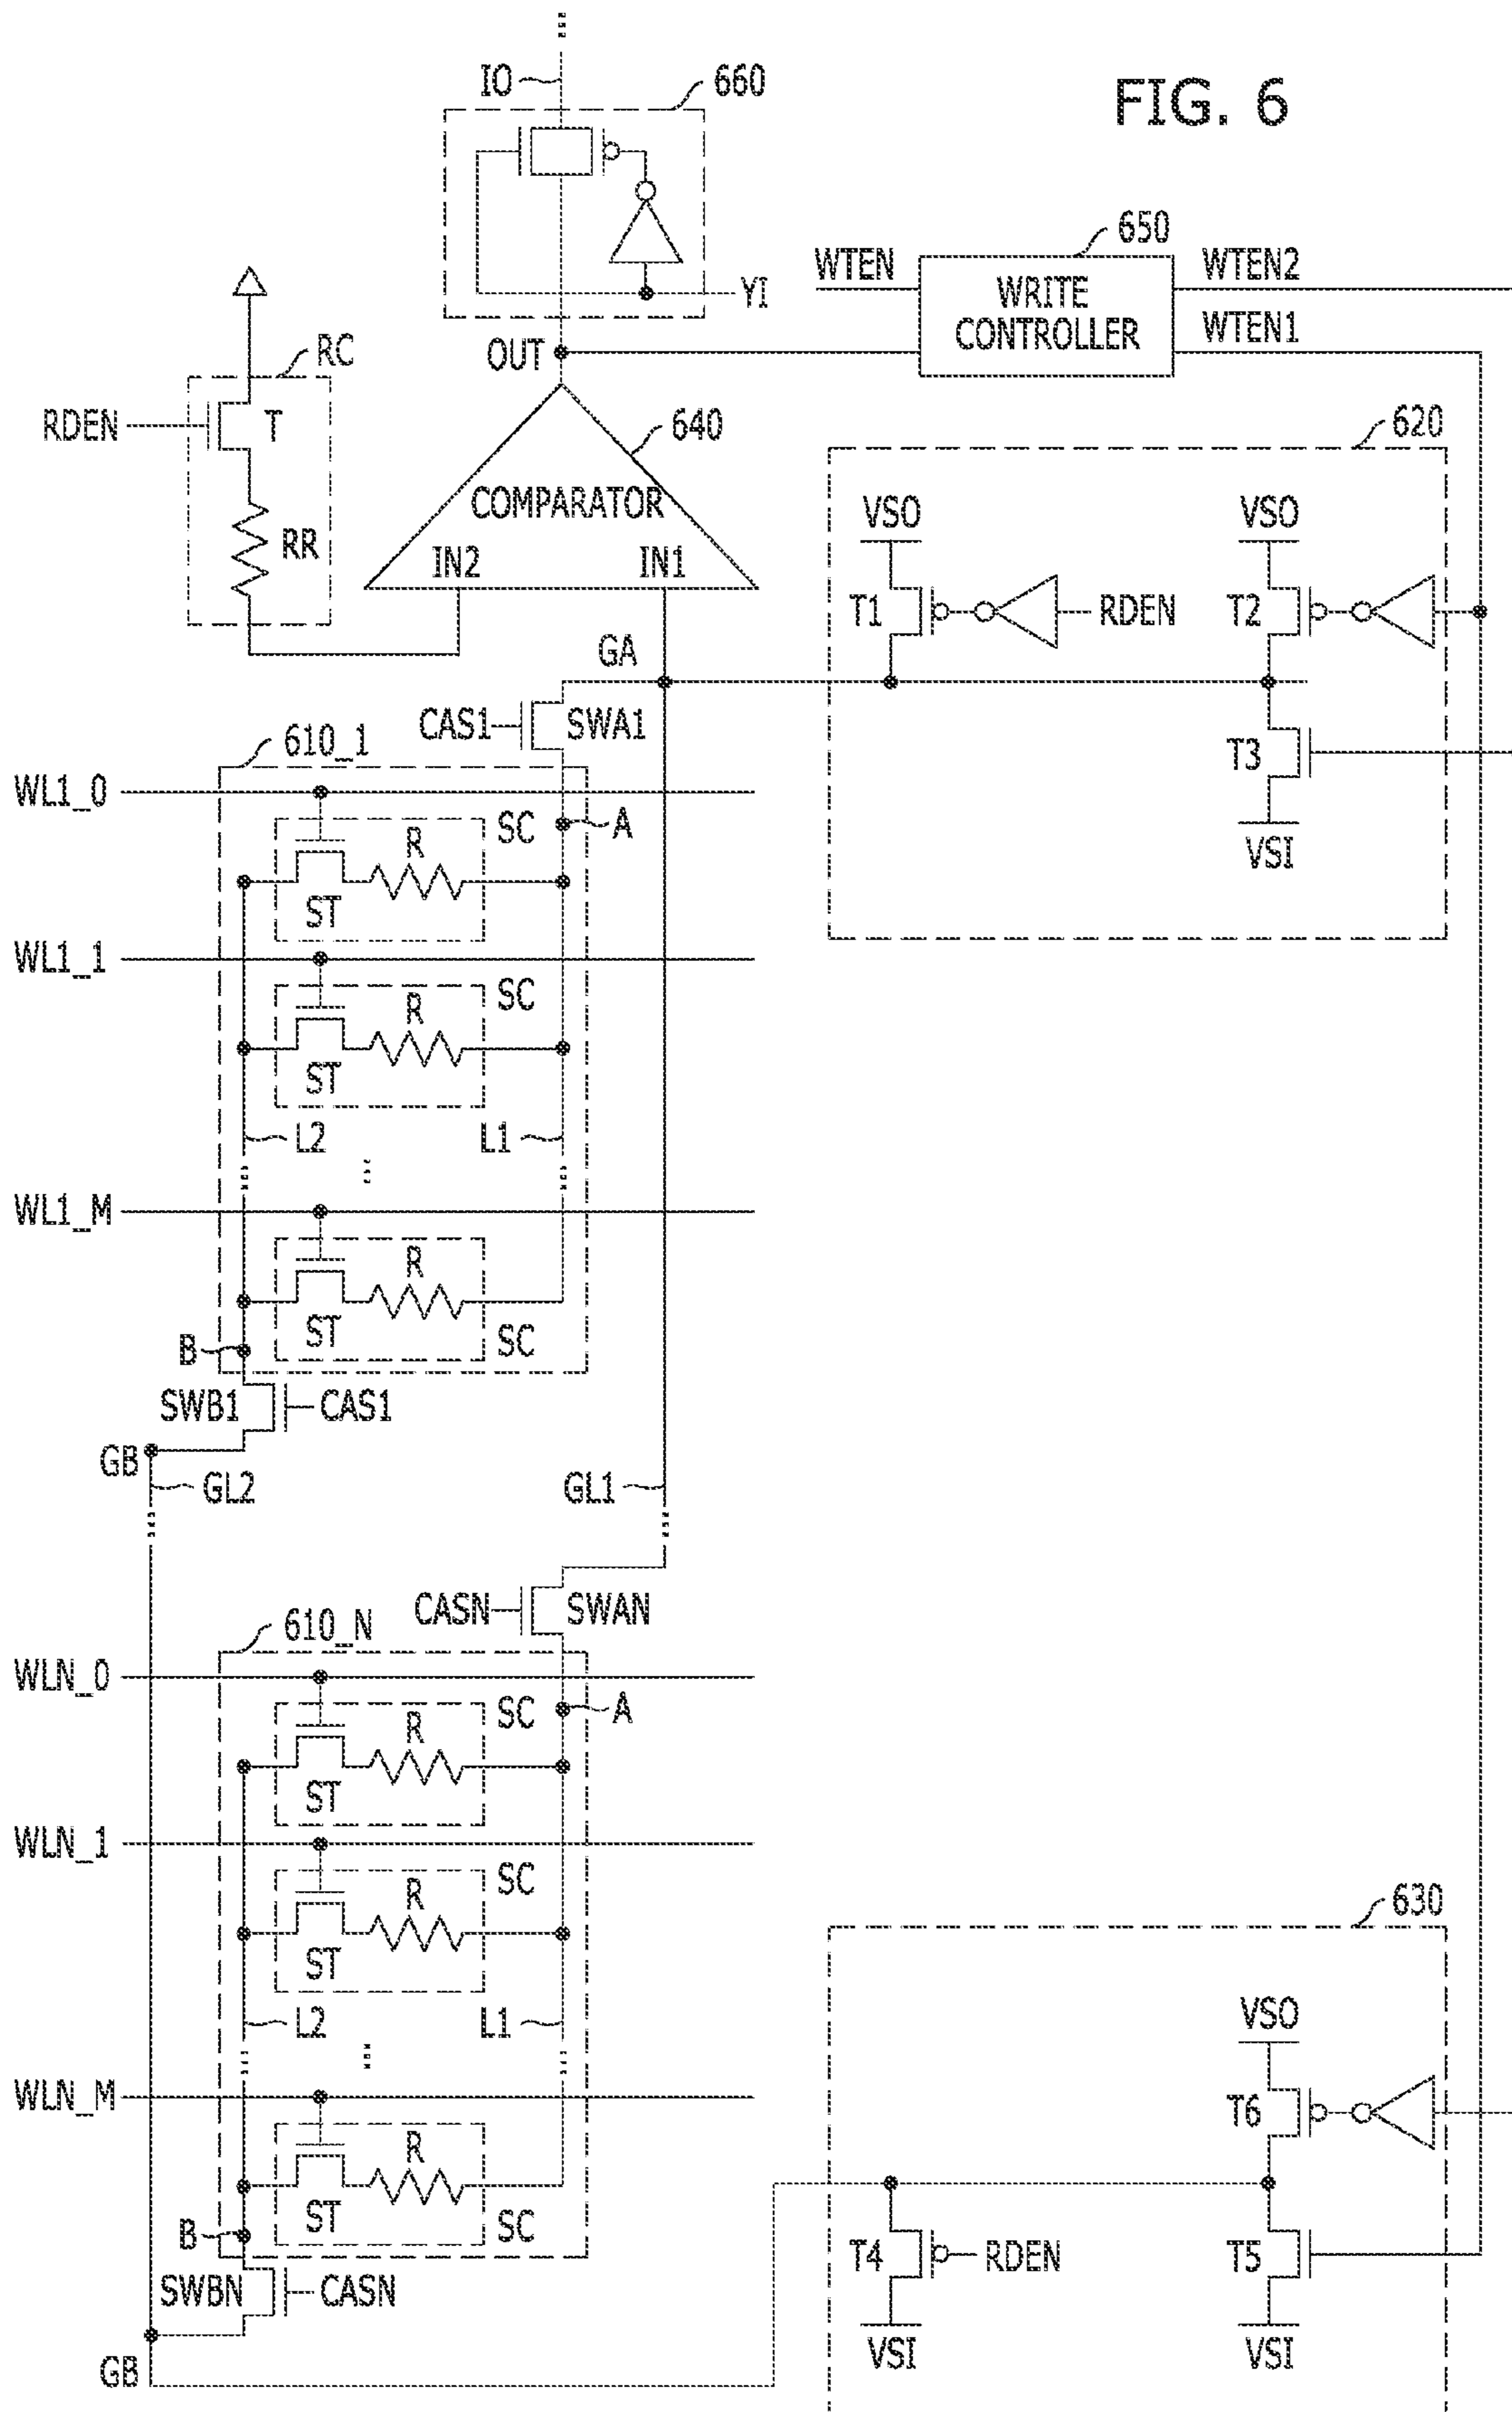 FIG. 6
IO
660
YI
OUT
WTEN
650
WRITE
CONTROLLER
WTEN2
WTEN1
RC
RDEN
T
RR
640
COMPARATOR
IN2
IN1
620
VSO
VSO
T1
RDEN
T2
T3
VSI
GA
CAS1
SWA1
610_1
WL1_0
SC
A
R
ST
WL1_1
SC
R
ST
L2
L1
WL1_M
R
ST
SC
B
SWB1
CAS1
GB
GL2
GL1
CASN
SWAN
610_N
WLN_0
SC
A
R
ST
WLN_1
SC
R
ST
L2
L1
WLN_M
R
ST
SC
B
SWBN
CASN
GB
630
VSO
T6
T4
RDEN
T5
VSI
VSI